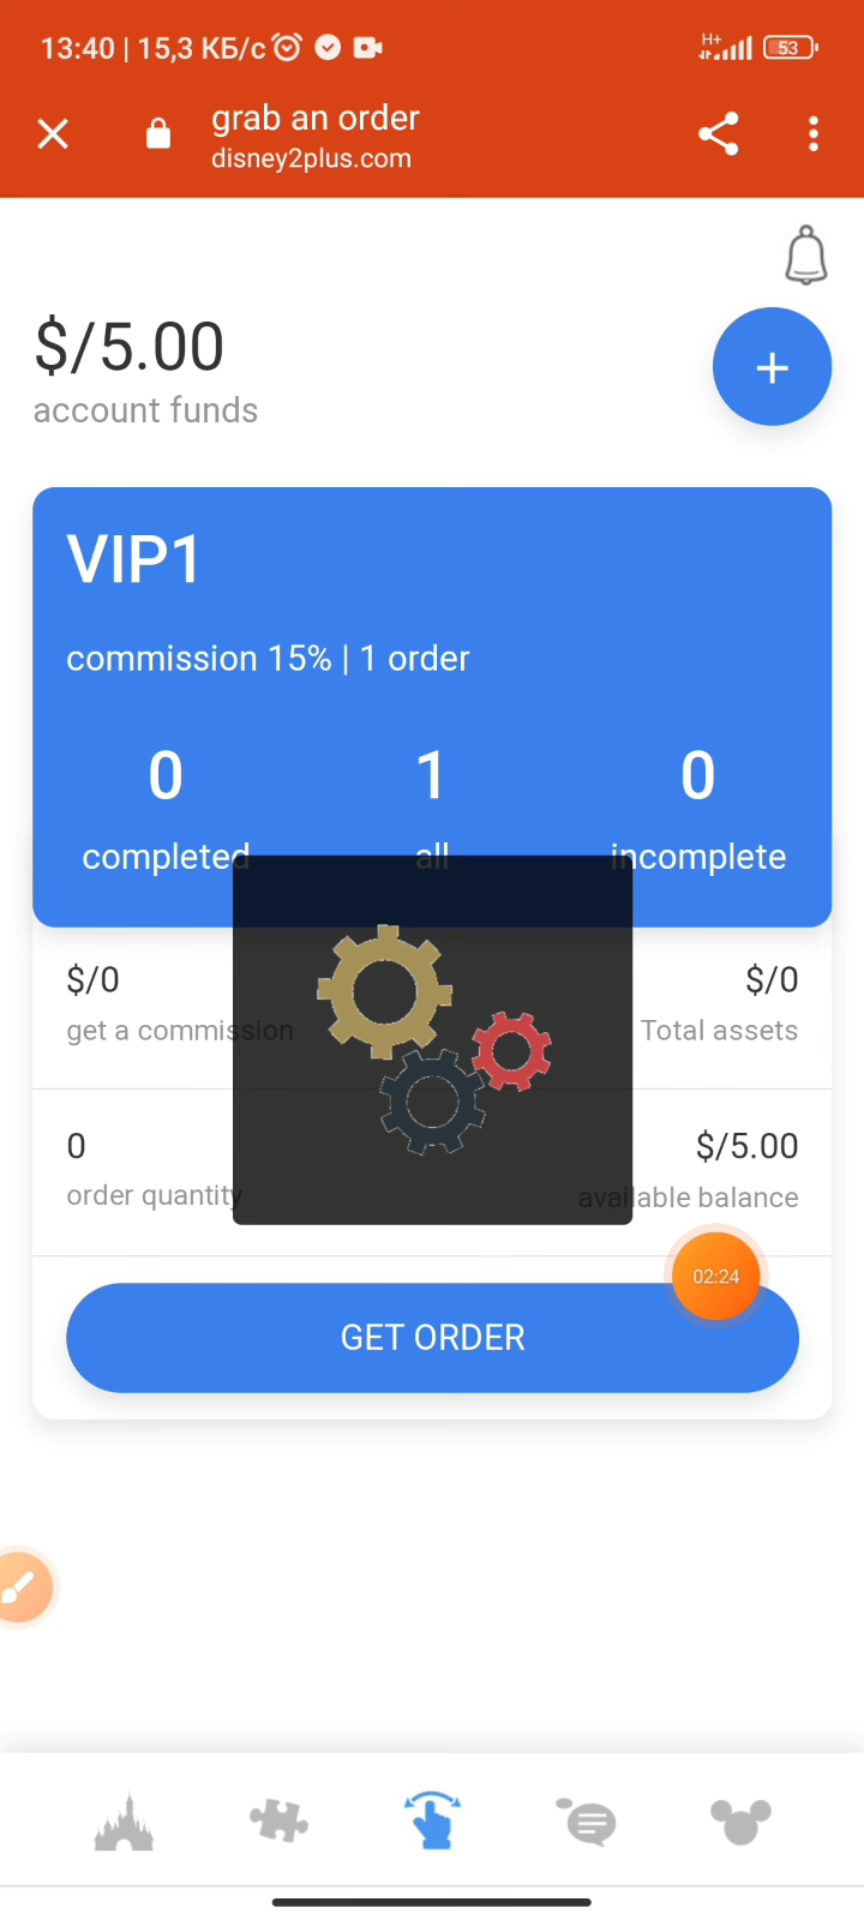 13:40 | 15,3 КБ/с
H+
53
grab an order
disney2plus.com
$/5.00
account funds
+
VIP1
commission 15% | 1 order
0 1 0
completed all incomplete
$/0 $/0
get a commission Total assets
0 $/5.00
order quantity available balance
02:24
GET ORDER